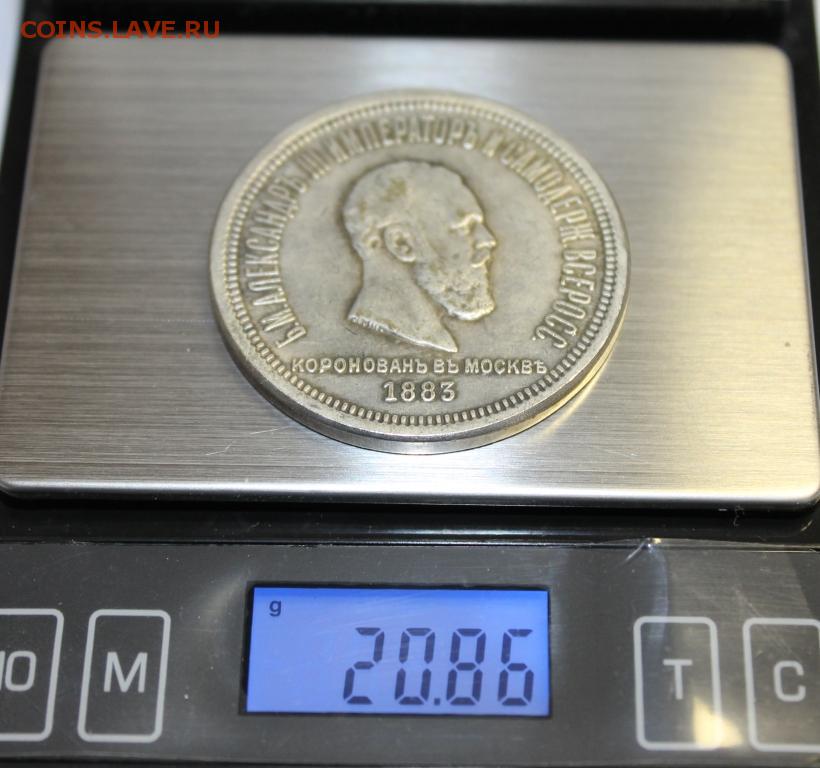 COINS.LAVE.RU
Б.М.АЛЕКСАНДРЪ III ИМПЕРАТОРЪ И САМОДЕРЖ. ВСЕРОСС.
КОРОНОВАНЪ ВЪ МОСКВѢ
1883
g
20.86
M
T
C